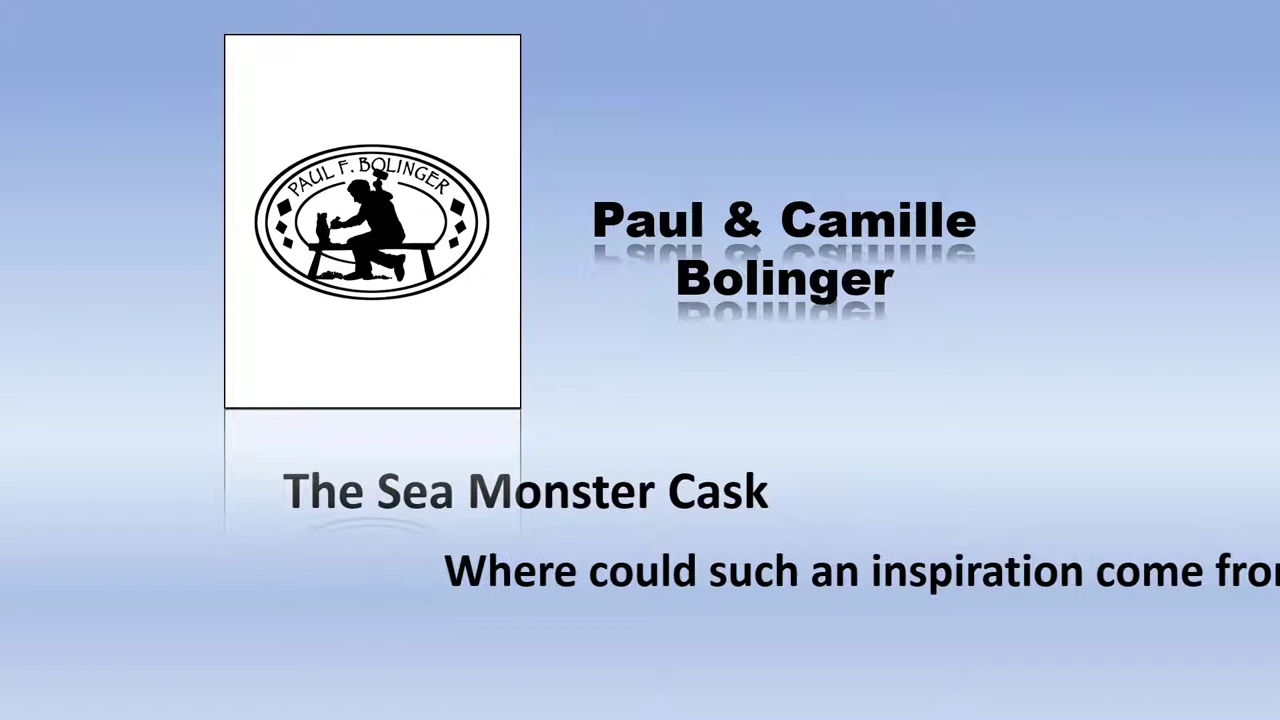 PAUL F. BOLINGER
Paul & Camille
Bolinger
The Sea Monster Cask
Where could such an inspiration come fro